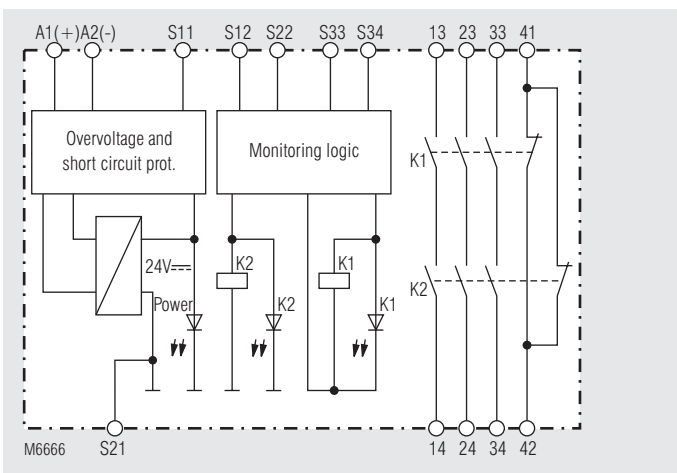 A1(+) A2(-) S11 S12 S22 S33 S34 13 23 33 41
Overvoltage and
short circuit prot.
Monitoring logic
K1
24V⎓
K2
K1
K2
Power
K2
K1
M6666 S21 14 24 34 42